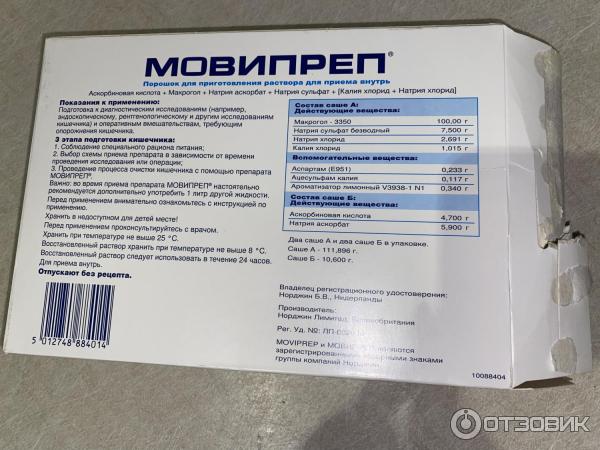 МОВИПРЕП®
Порошок для приготовления раствора для приема внутрь
Аскорбиновая кислота + Макрогол + Натрия аскорбат + Натрия сульфат + [Калия хлорид + Натрия хлорид]
Показания к применению:
Подготовка к диагностическим исследованиям (например,
эндоскопическому, рентгенологическому и другим исследованиям
кишечника) и оперативным вмешательствам, требующим
опорожнения кишечника.
3 этапа подготовки кишечника:
1. Соблюдение специального рациона питания;
2. Выбор схемы приема препарата в зависимости от времени
проведения исследования или операции;
3. Проведение процесса очистки кишечника с помощью препарата
МОВИПРЕП®.
Важно: во время приема препарата МОВИПРЕП® настоятельно
рекомендуется дополнительно употребить 1 литр другой жидкости.
Перед применением внимательно ознакомьтесь с инструкцией по
применению.
Хранить в недоступном для детей месте!
Перед применением проконсультируйтесь с врачом.
Хранить при температуре не выше 25 °С.
Восстановленный раствор хранить при температуре не выше 8 °С.
Восстановленный раствор следует использовать в течение 24 часов.
Для приема внутрь.
Отпускают без рецепта.
5 012748 884014
Состав саше А:
Действующие вещества:
Макрогол - 3350 100,00 г
Натрия сульфат безводный 7,500 г
Натрия хлорид 2,691 г
Калия хлорид 1,015 г
Вспомогательные вещества:
Аспартам (Е951) 0,233 г
Ацесульфам калия 0,117 г
Ароматизатор лимонный V3938-1 N1 0,340 г
Состав саше Б:
Действующие вещества:
Аскорбиновая кислота 4,700 г
Натрия аскорбат 5,900 г
Два саше А и два саше Б в упаковке.
Саше А - 111,896 г.
Саше Б - 10,600 г.
Владелец регистрационного удостоверения:
Норджин Б.В., Нидерланды
Производитель:
Норджин Лимитед,
Рег. Уд. №:
MOVIPREP и
зарегистрированными знаками
группы компаний Норджин.
10088404
ОТЗОВИК